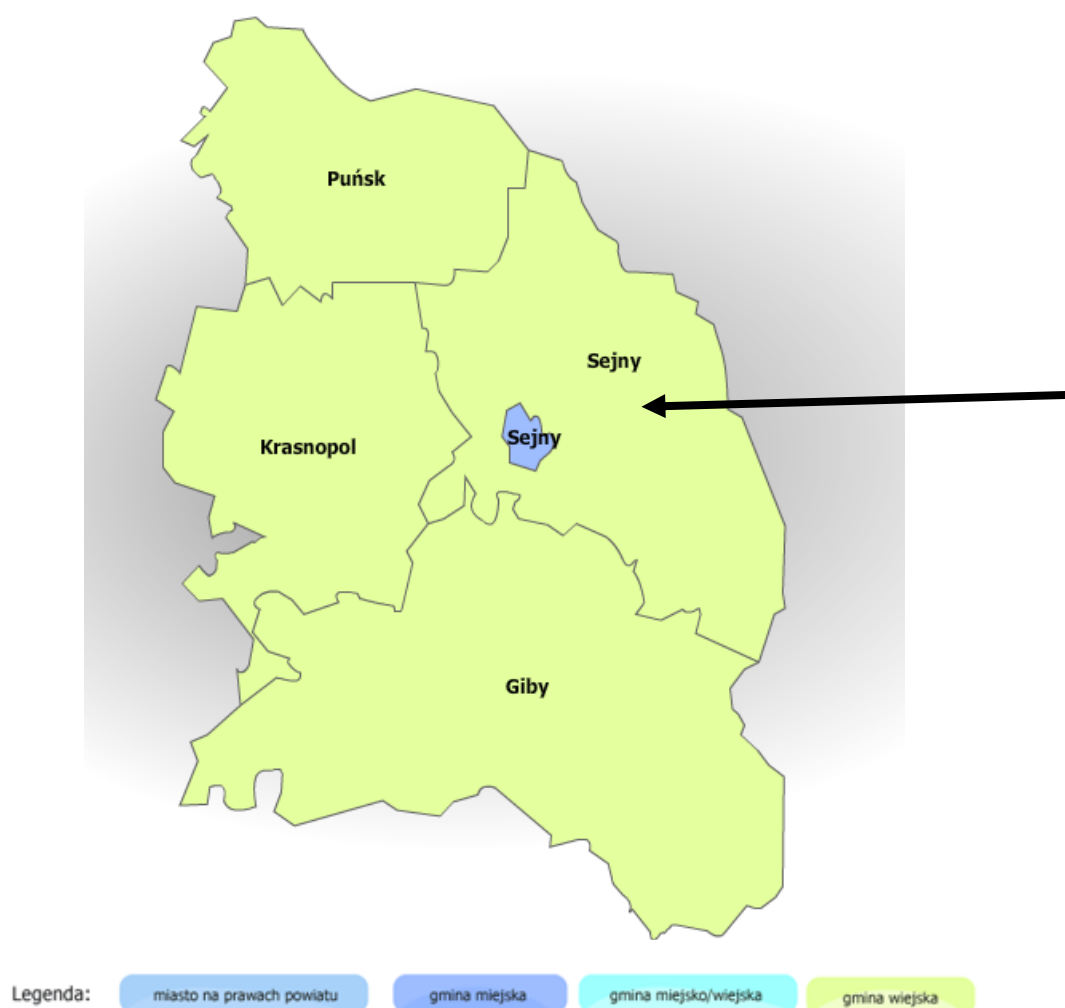 Puńsk
Sejny
Sejny
Krasnopol
Giby
Legenda: miasto na prawach powiatu gmina miejska gmina miejsko/wiejska gmina wiejska